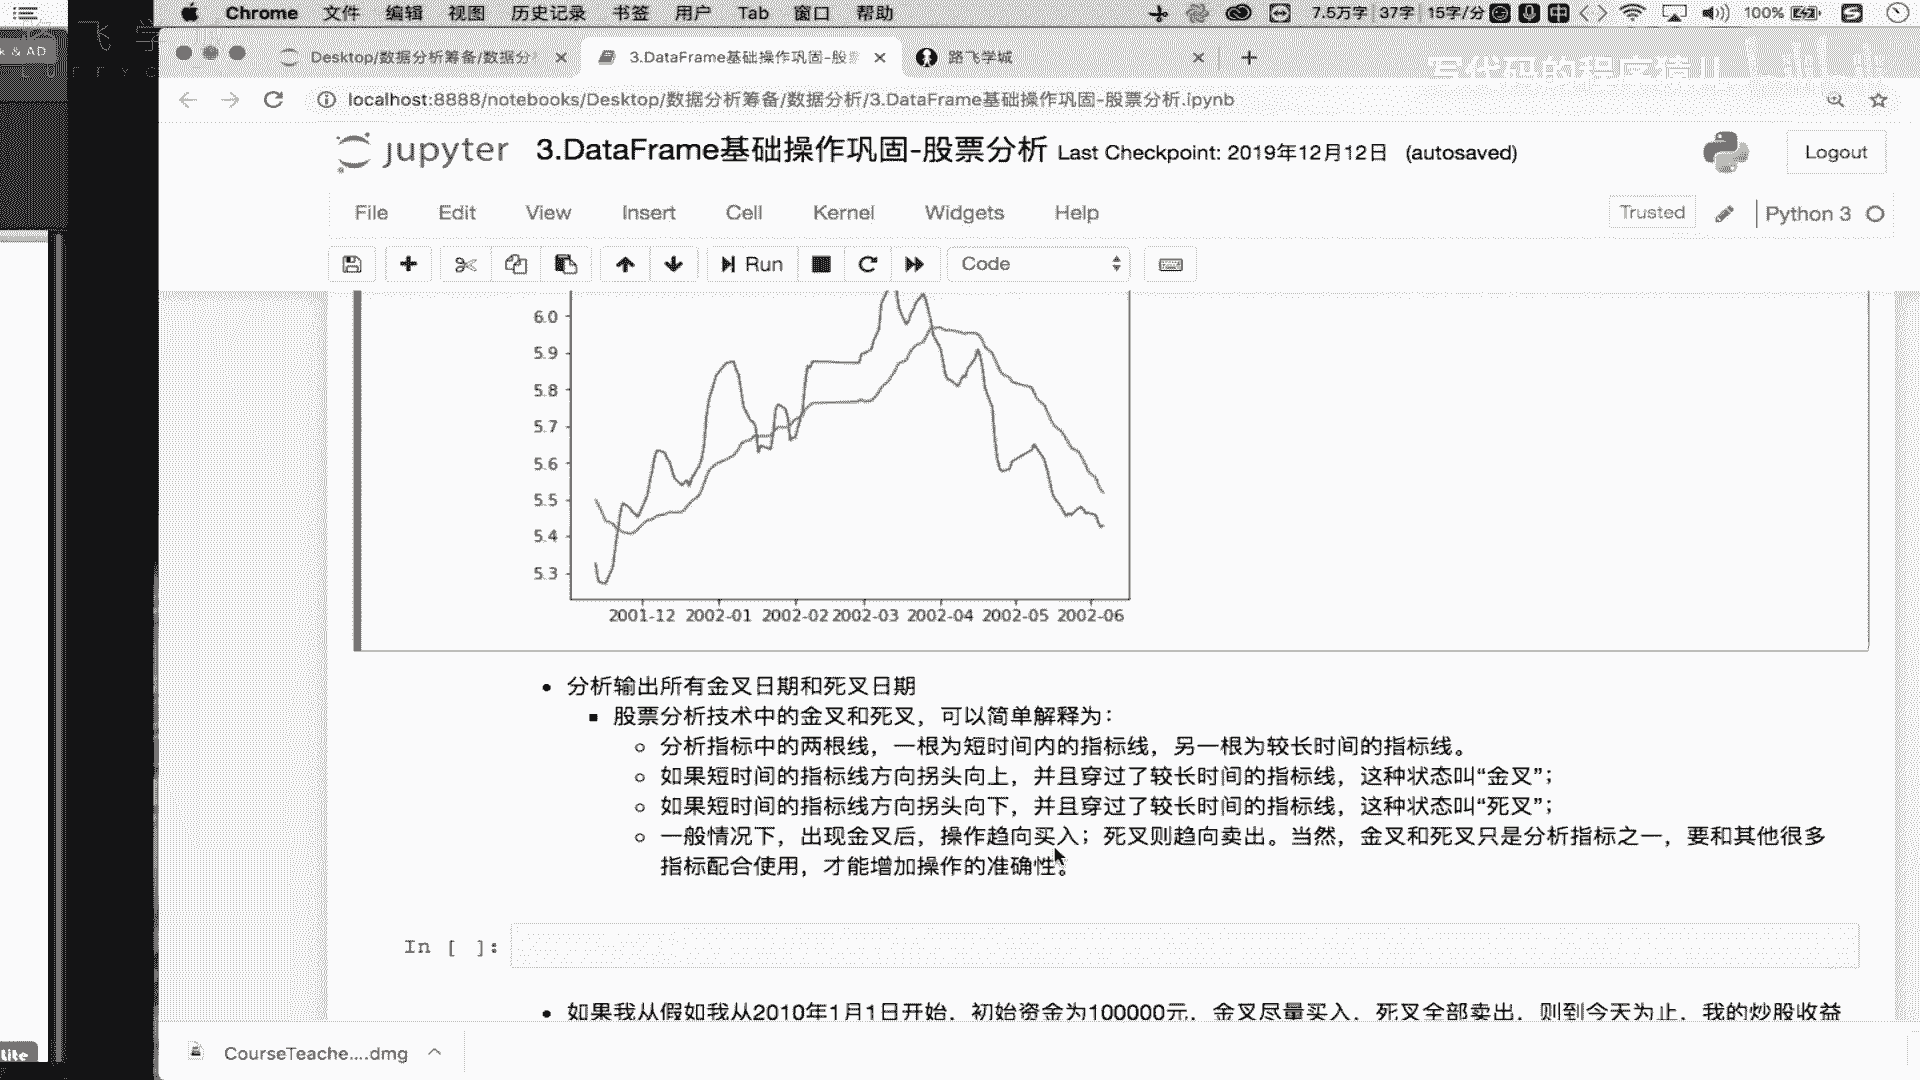 Chrome 文件 编辑 视图 历史记录 书签 用户 Tab 窗口 帮助 7.5万字 37字 15字/分 中 100%
k & AD
Desktop/数据分析筹备/数据分 3.DataFrame基础操作巩固-股票 路飞学城
写代码的程序猿JL
localhost:8888/notebooks/Desktop/数据分析筹备/数据分析/3.DataFrame基础操作巩固-股票分析.ipynb
jupyter 3.DataFrame基础操作巩固-股票分析 Last Checkpoint: 2019年12月12日 (autosaved) Logout
File Edit View Insert Cell Kernel Widgets Help Trusted Python 3
Run Code
6.0
5.9
5.8
5.7
5.6
5.5
5.4
5.3
2001-12 2002-01 2002-02 2002-03 2002-04 2002-05 2002-06
分析输出所有金叉日期和死叉日期
股票分析技术中的金叉和死叉，可以简单解释为：
分析指标中的两根线，一根为短时间内的指标线，另一根为较长时间的指标线。
如果短时间的指标线方向拐头向上，并且穿过了较长时间的指标线，这种状态叫“金叉”；
如果短时间的指标线方向拐头向下，并且穿过了较长时间的指标线，这种状态叫“死叉”；
一般情况下，出现金叉后，操作趋向买入；死叉则趋向卖出。当然，金叉和死叉只是分析指标之一，要和其他很多
指标配合使用，才能增加操作的准确性。
In [ ]:
如果我从假如我从2010年1月1日开始，初始资金为100000元，金叉尽量买入，死叉全部卖出，则到今天为止，我的炒股收益
CourseTeache....dmg
lite